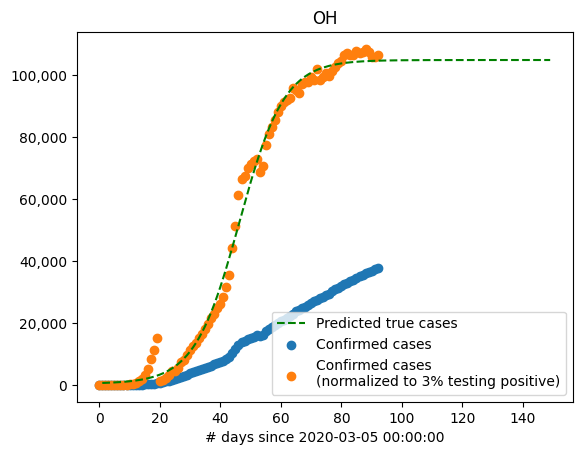 OH
100,000
80,000
60,000
40,000
20,000
0
Predicted true cases
Confirmed cases
Confirmed cases
(normalized to 3% testing positive)
0 20 40 60 80 100 120 140
# days since 2020-03-05 00:00:00